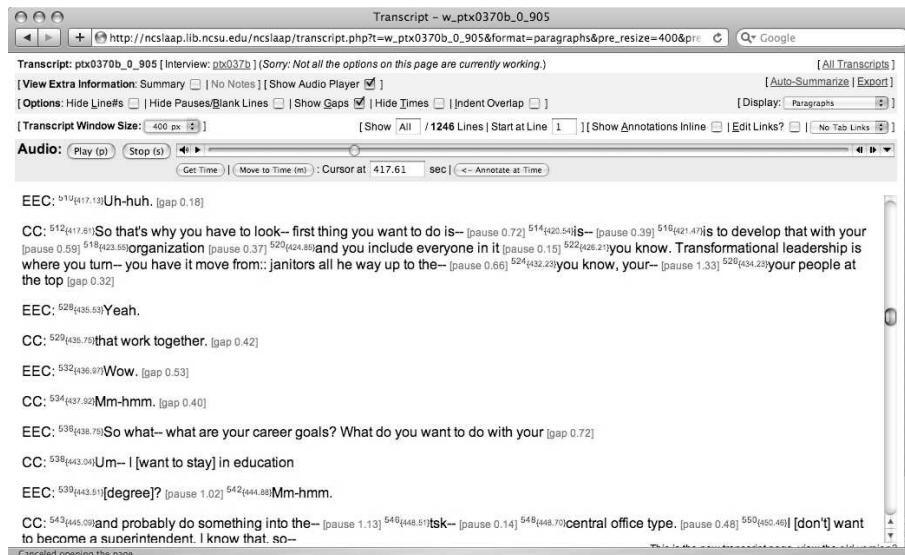 Transcript – w_ptx0370b_0_905
http://ncslaap.lib.ncsu.edu/ncslaap/transcript.php?t=w_ptx0370b_0_905&format=paragraphs&pre_resize=400&pre
Google
Transcript: ptx0370b_0_905 [ Interview: ptx037b ] (Sorry: Not all the options on this page are currently working.) [ All Transcripts ]
[ View Extra Information: Summary | No Notes ] [ Show Audio Player ] [ Auto-Summarize | Export ]
[ Options: Hide Line#s | Hide Pauses/Blank Lines | Show Gaps | Hide Times | Indent Overlap ] [ Display: Paragraphs ]
[ Transcript Window Size: 400 px ] [ Show All / 1246 Lines | Start at Line 1 ] [ Show Annotations Inline | Edit Links? | No Tab Links ]
Audio: Play (p) Stop (s)
Get Time | Move to Time (m) : Cursor at 417.61 sec | <- Annotate at Time
EEC: 510{417.13}Uh-huh. [gap 0.18]
CC: 512{417.61}So that's why you have to look-- first thing you want to do is-- [pause 0.72] 514{420.54}is-- [pause 0.39] 516{421.47}is to develop that with your
[pause 0.59] 518{423.55}organization [pause 0.37] 520{424.85}and you include everyone in it [pause 0.15] 522{426.21}you know. Transformational leadership is
where you turn-- you have it move from:: janitors all he way up to the-- [pause 0.66] 524{432.23}you know, your-- [pause 1.33] 526{434.23}your people at
the top [gap 0.32]
EEC: 528{435.53}Yeah.
CC: 529{435.75}that work together. [gap 0.42]
EEC: 532{436.97}Wow. [gap 0.53]
CC: 534{437.92}Mm-hmm. [gap 0.40]
EEC: 536{438.75}So what-- what are your career goals? What do you want to do with your [gap 0.72]
CC: 538{443.04}Um-- I [want to stay] in education
EEC: 539{443.51}[degree]? [pause 1.02] 542{444.88}Mm-hmm.
CC: 543{445.09}and probably do something into the-- [pause 1.13] 546{448.51}tsk-- [pause 0.14] 548{448.70}central office type. [pause 0.48] 550{450.46}I [don't] want
to become a superintendent. I know that, so--
This is the new transcript page, view the old version?
Canceled opening the page